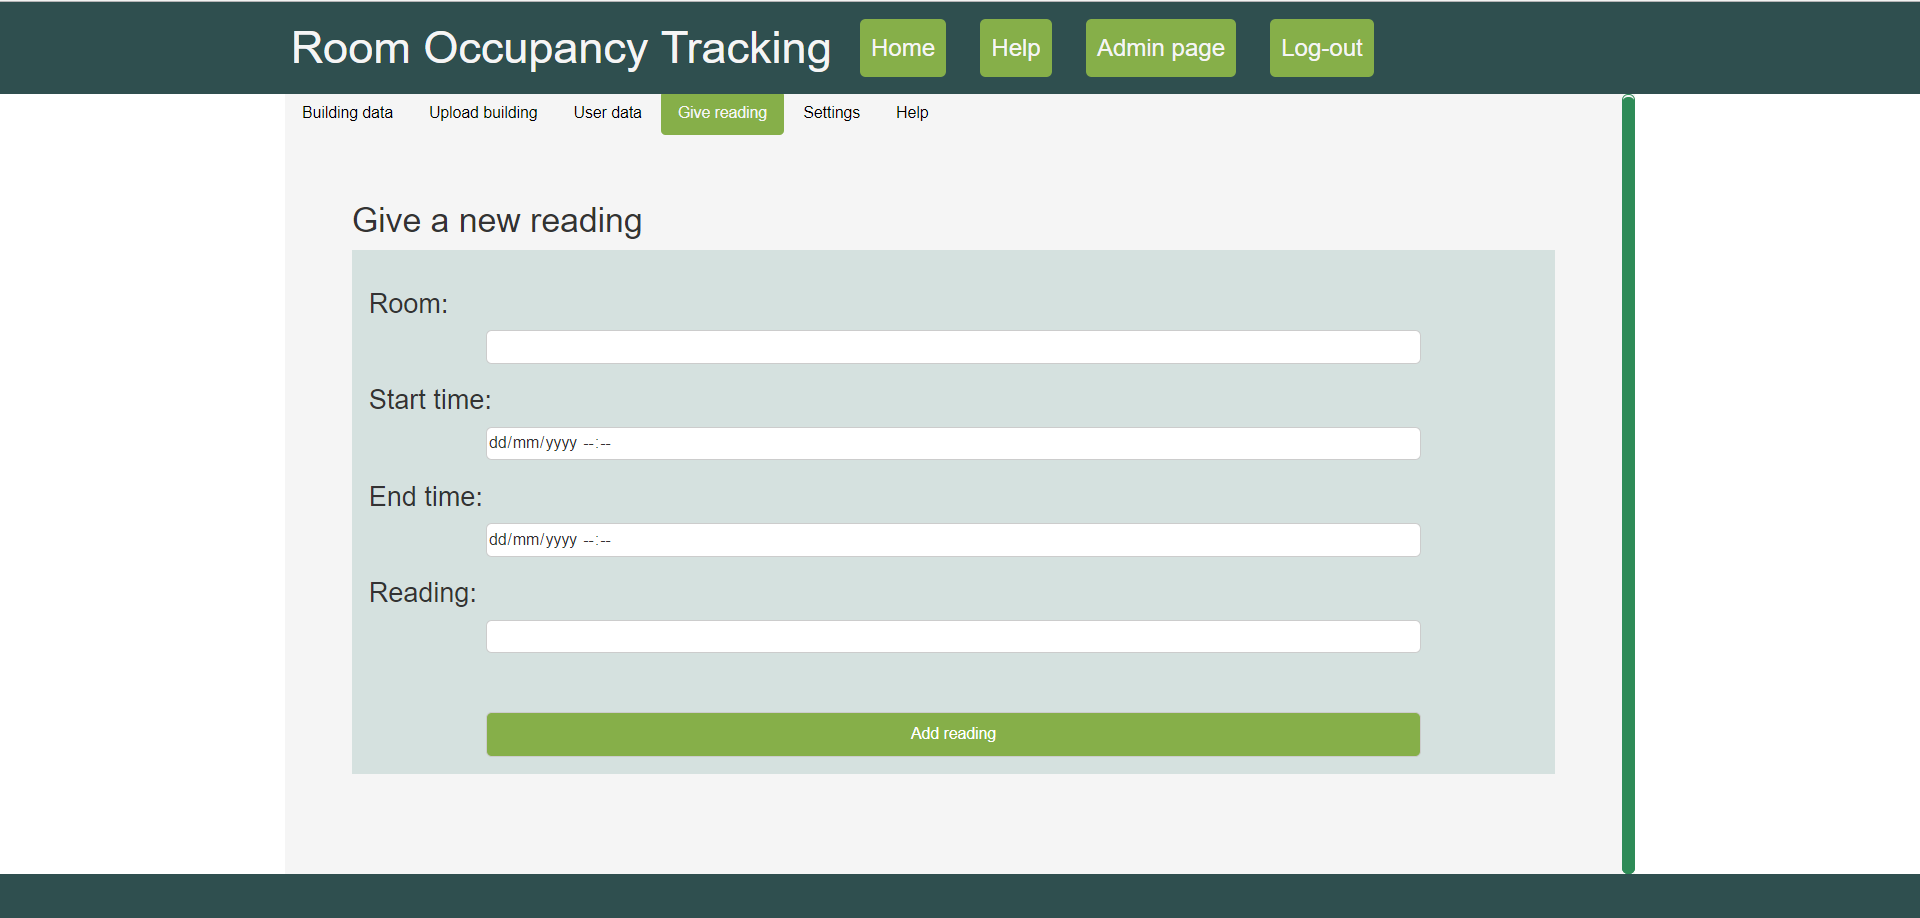 Room Occupancy Tracking Home Help Admin page Log-out
Building data Upload building User data Give reading Settings Help
Give a new reading
Room:
Start time:
dd/mm/yyyy --:--
End time:
dd/mm/yyyy --:--
Reading:
Add reading